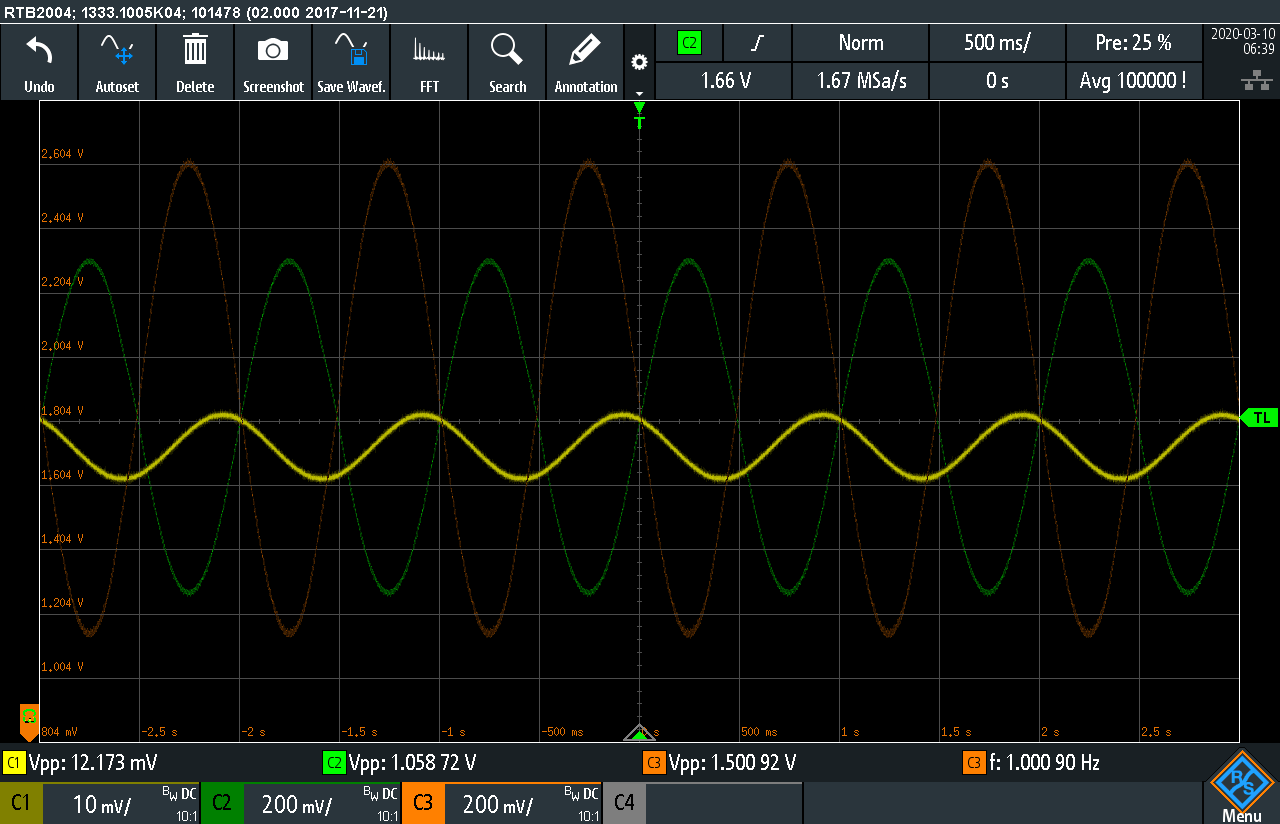 RTB2004; 1333.1005K04; 101478 (02.000 2017-11-21)
Undo Autoset Delete Screenshot Save Wavef. FFT Search Annotation
C2 Norm 500 ms/ Pre: 25 % 2020-03-10
06:39
1.66 V 1.67 MSa/s 0 s Avg 100000 !
T
2.604 V
2.404 V
2.204 V
2.004 V
1.804 V
TL
1.604 V
1.404 V
1.204 V
1.004 V
804 mV -2.5 s -2 s -1.5 s -1 s -500 ms s 500 ms 1 s 1.5 s 2 s 2.5 s
C1 Vpp: 12.173 mV C2 Vpp: 1.058 72 V C3 Vpp: 1.500 92 V C3 f: 1.000 90 Hz
C1 10 mV/ BW DC 10:1 C2 200 mV/ BW DC 10:1 C3 200 mV/ BW DC 10:1 C4
R S
Menu